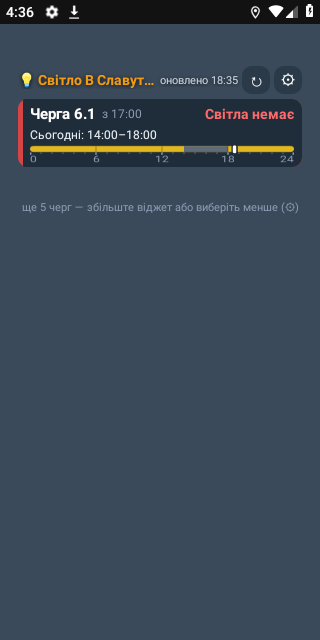 4:36
Світло В Славут… оновлено 18:35
Черга 6.1 з 17:00 Світла немає
Сьогодні: 14:00–18:00
0 6 12 18 24
ще 5 черг — збільште віджет або виберіть менше (⚙)